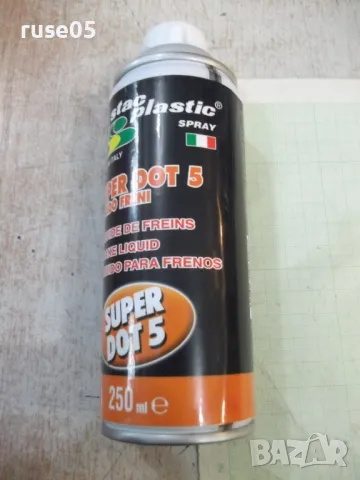 ruse05
stac
Plastic®
SPRAY
ITALY
PER DOT 5
DO FRENI
DE DE FREINS
KE LIQUID
IDO PARA FRENOS
SUPER
DOT 5
250 ml e
BAZAR